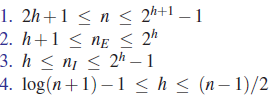 1. 2h+1 ≤ n ≤ 2^{h+1} − 1
2. h+1 ≤ n_E ≤ 2^h
3. h ≤ n_I ≤ 2^h − 1
4. log(n+1) − 1 ≤ h ≤ (n−1)/2